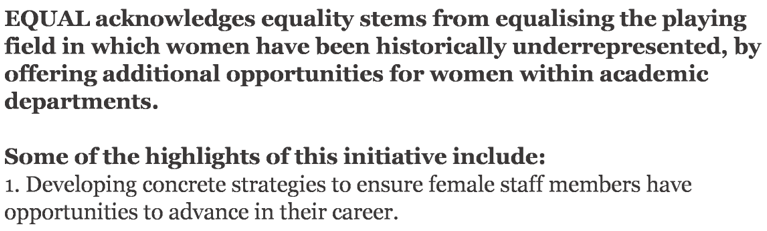 EQUAL acknowledges equality stems from equalising the playing
field in which women have been historically underrepresented, by
offering additional opportunities for women within academic
departments.
Some of the highlights of this initiative include:
1. Developing concrete strategies to ensure female staff members have
opportunities to advance in their career.